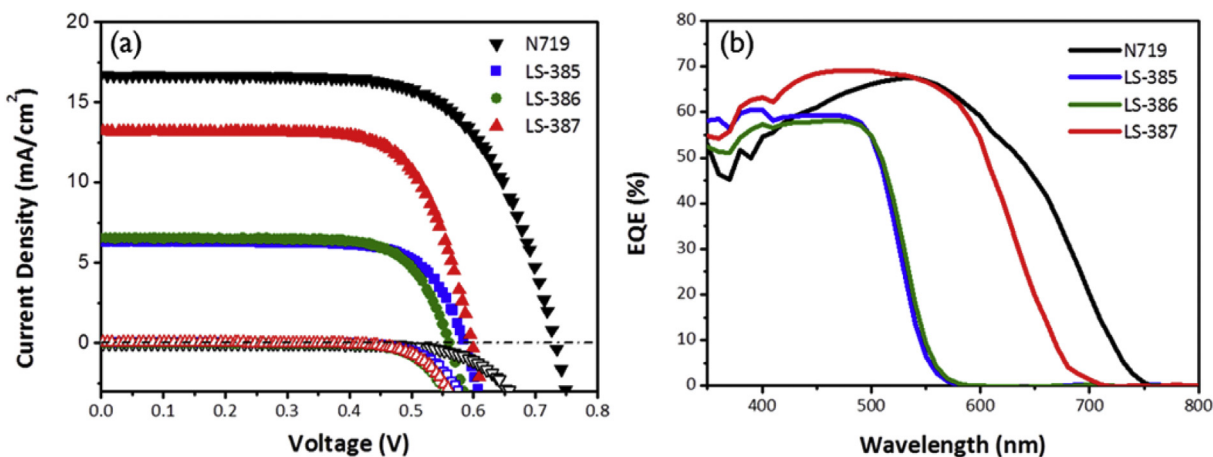 (a)
N719
LS-385
LS-386
LS-387
20
15
10
5
0
0.0 0.1 0.2 0.3 0.4 0.5 0.6 0.7 0.8
Current Density (mA/cm²)
Voltage (V)
(b)
N719
LS-385
LS-386
LS-387
80
70
60
50
40
30
20
10
0
400 500 600 700 800
EQE (%)
Wavelength (nm)